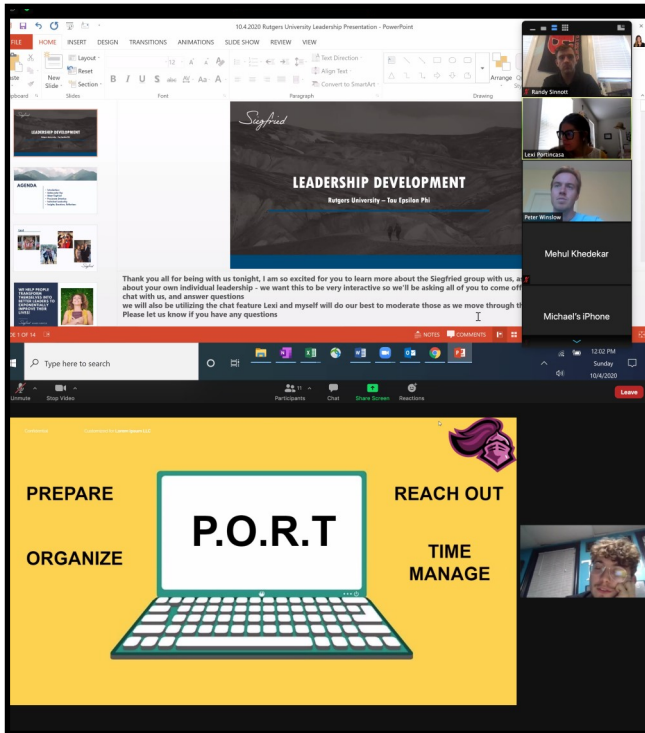 10.4.2020 Rutgers University Leadership Presentation - PowerPoint
FILE HOME INSERT DESIGN TRANSITIONS ANIMATIONS SLIDE SHOW REVIEW VIEW
New Slide
Layout
Reset
Section
B I U S abc AV Aa A
Text Direction
Align Text
Convert to SmartArt
Arrange
Slides Font Paragraph Drawing
Siegfried
LEADERSHIP DEVELOPMENT
AGENDA
WE HELP PEOPLE
TRANSFORM
THEMSELVES INTO
BETTER LEADERS TO
EXPONENTIALLY
IMPROVE THEIR
LIVES!
Siegfried
LEADERSHIP DEVELOPMENT
Rutgers University – Tau Epsilon Phi
Thank you all for being with us tonight, I am so excited for you to learn more about the Siegfried group with us,
about your own individual leadership - we want this to be very interactive so we'll be asking all of you to come off
chat with us, and answer questions
we will also be utilizing the chat feature Lexi and myself will do our best to moderate those as we move through
Please let us know if you have any questions
Randy Sinnott
Lexi Portincasa
Peter Winslow
Mehul Khedekar
Michael's iPhone
1 OF 14
NOTES COMMENTS
Type here to search
12:02 PM
Sunday
10/4/2020
Unmute Stop Video
11
Participants Chat Share Screen Reactions
Leave
PREPARE
ORGANIZE
P.O.R.T
REACH OUT
TIME
MANAGE